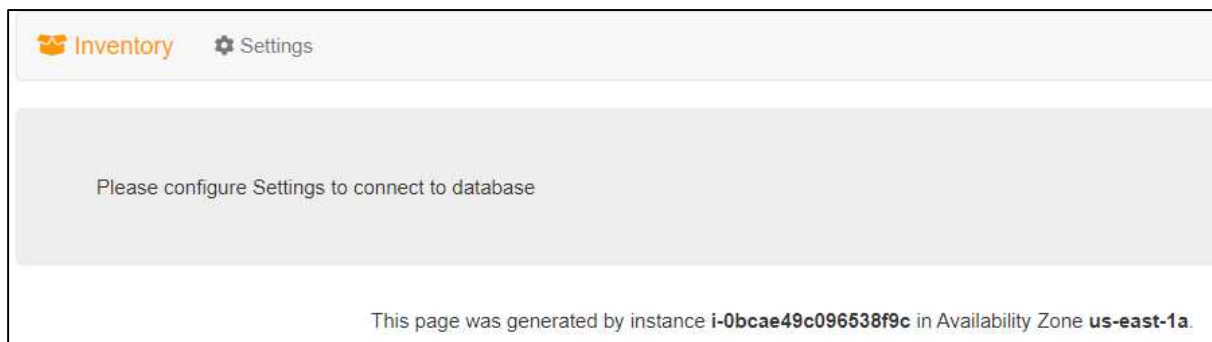 Inventory Settings
Please configure Settings to connect to database
This page was generated by instance i-0bcae49c096538f9c in Availability Zone us-east-1a.